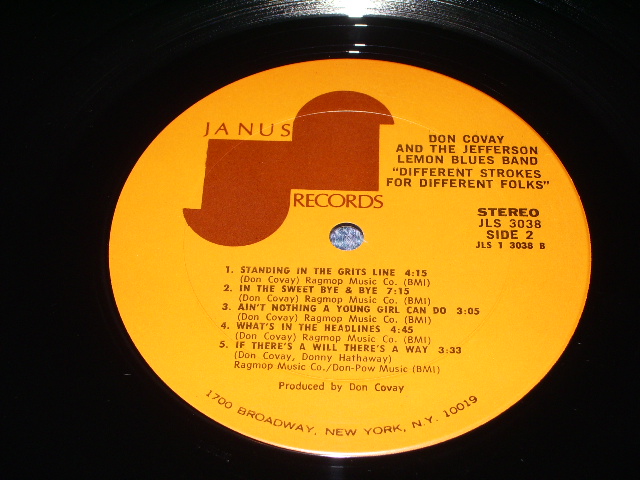 JANUS
RECORDS
DON COVAY
AND THE JEFFERSON
LEMON BLUES BAND
"DIFFERENT STROKES
FOR DIFFERENT FOLKS"
STEREO
JLS 3038
SIDE 2
JLS 1 3038 B
1. STANDING IN THE GRITS LINE 4:15
(Don Covay) Ragmop Music Co. (BMI)
2. IN THE SWEET BYE & BYE 7:15
(Don Covay) Ragmop Music Co. (BMI)
3. AIN'T NOTHING A YOUNG GIRL CAN DO 3:05
(Don Covay) Ragmop Music Co. (BMI)
4. WHAT'S IN THE HEADLINES 4:45
(Don Covay) Ragmop Music Co. (BMI)
5. IF THERE'S A WILL THERE'S A WAY 3:33
(Don Covay, Donny Hathaway)
Ragmop Music Co./Don-Pow Music (BMI)
Produced by Don Covay
1700 BROADWAY, NEW YORK, N.Y. 10019